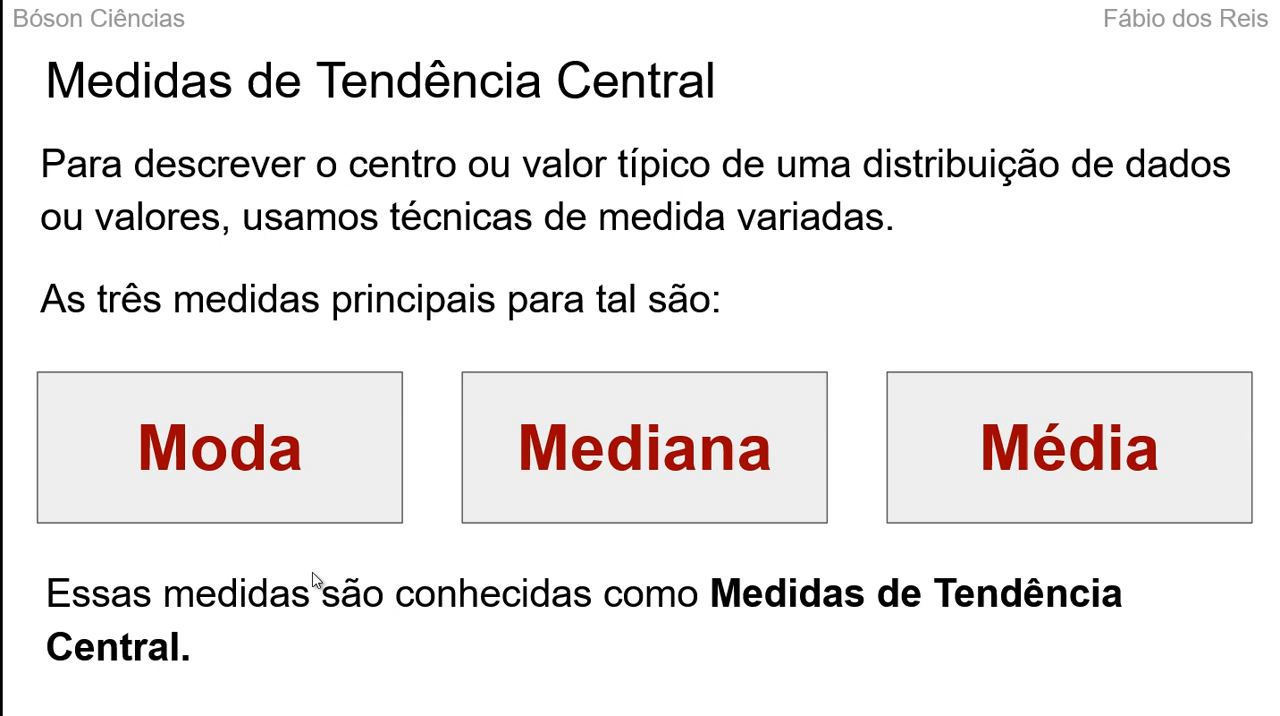 Bóson Ciências
Fábio dos Reis
Medidas de Tendência Central
Para descrever o centro ou valor típico de uma distribuição de dados
ou valores, usamos técnicas de medida variadas.
As três medidas principais para tal são:
Moda
Mediana
Média
Essas medidas são conhecidas como Medidas de Tendência
Central.